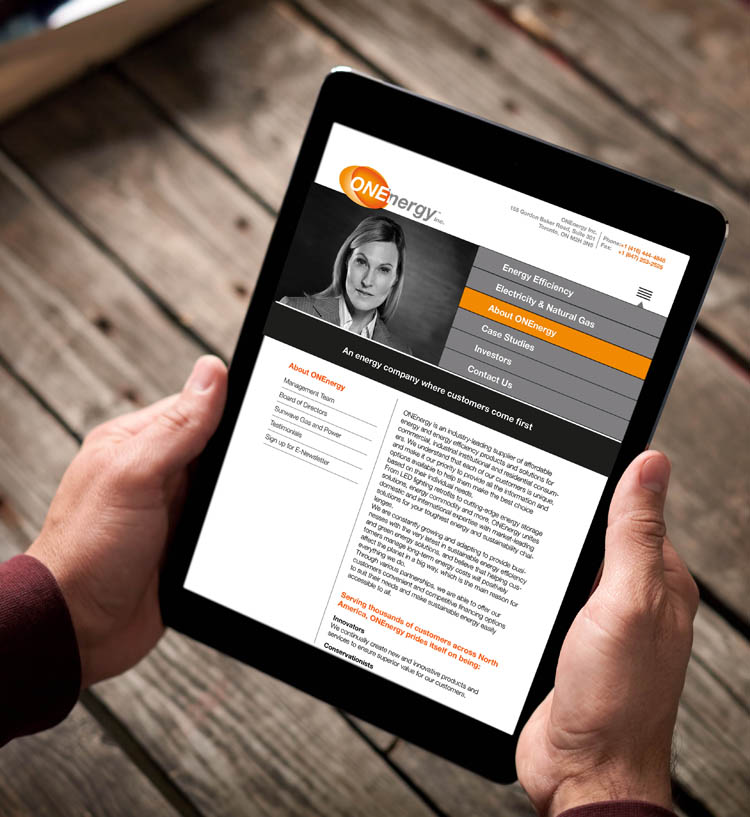 ONEnergy™
Inc.
ONEnergy Inc.
155 Gordon Baker Road, Suite 301
Toronto, ON M2H 3N5
Phone: +1 (416) 444-4848
Fax: +1 (647) 253-2525
Energy Efficiency
Electricity & Natural Gas
About ONEnergy
Case Studies
Investors
Contact Us
An energy company where customers come first
About ONEnergy
Management Team
Board of Directors
Sunwave Gas and Power
Testimonials
Sign up for E-Newsletter
ONEnergy is an industry-leading supplier of affordable
energy and energy efficiency products and solutions for
commercial, industrial institutional and residential consum-
ers. We understand that each of our customers is unique,
and make it our priority to provide all the information and
options available to help them make the best choice
based on their individual needs.
From LED lighting retrofits to cutting-edge energy storage
solutions, energy commodity and more, ONEnergy unites
domestic and international expertise with market-leading
solutions for your toughest energy and sustainability chal-
lenges.
We are constantly growing and adapting to provide busi-
nesses with the very latest in sustainable energy efficiency
and green energy solutions, and believe that helping cus-
tomers manage long-term energy costs will positively
affect the planet in a big way, which is the main reason for
everything we do.
Through various partnerships, we are able to offer our
customers convenient and competitive financing options
to suit their needs and make sustainable energy easily
accessible to all.
Serving thousands of customers across North
America, ONEnergy prides itself on being:
Innovators
We continually create new and innovative products and
services to ensure superior value for our customers.
Conservationists